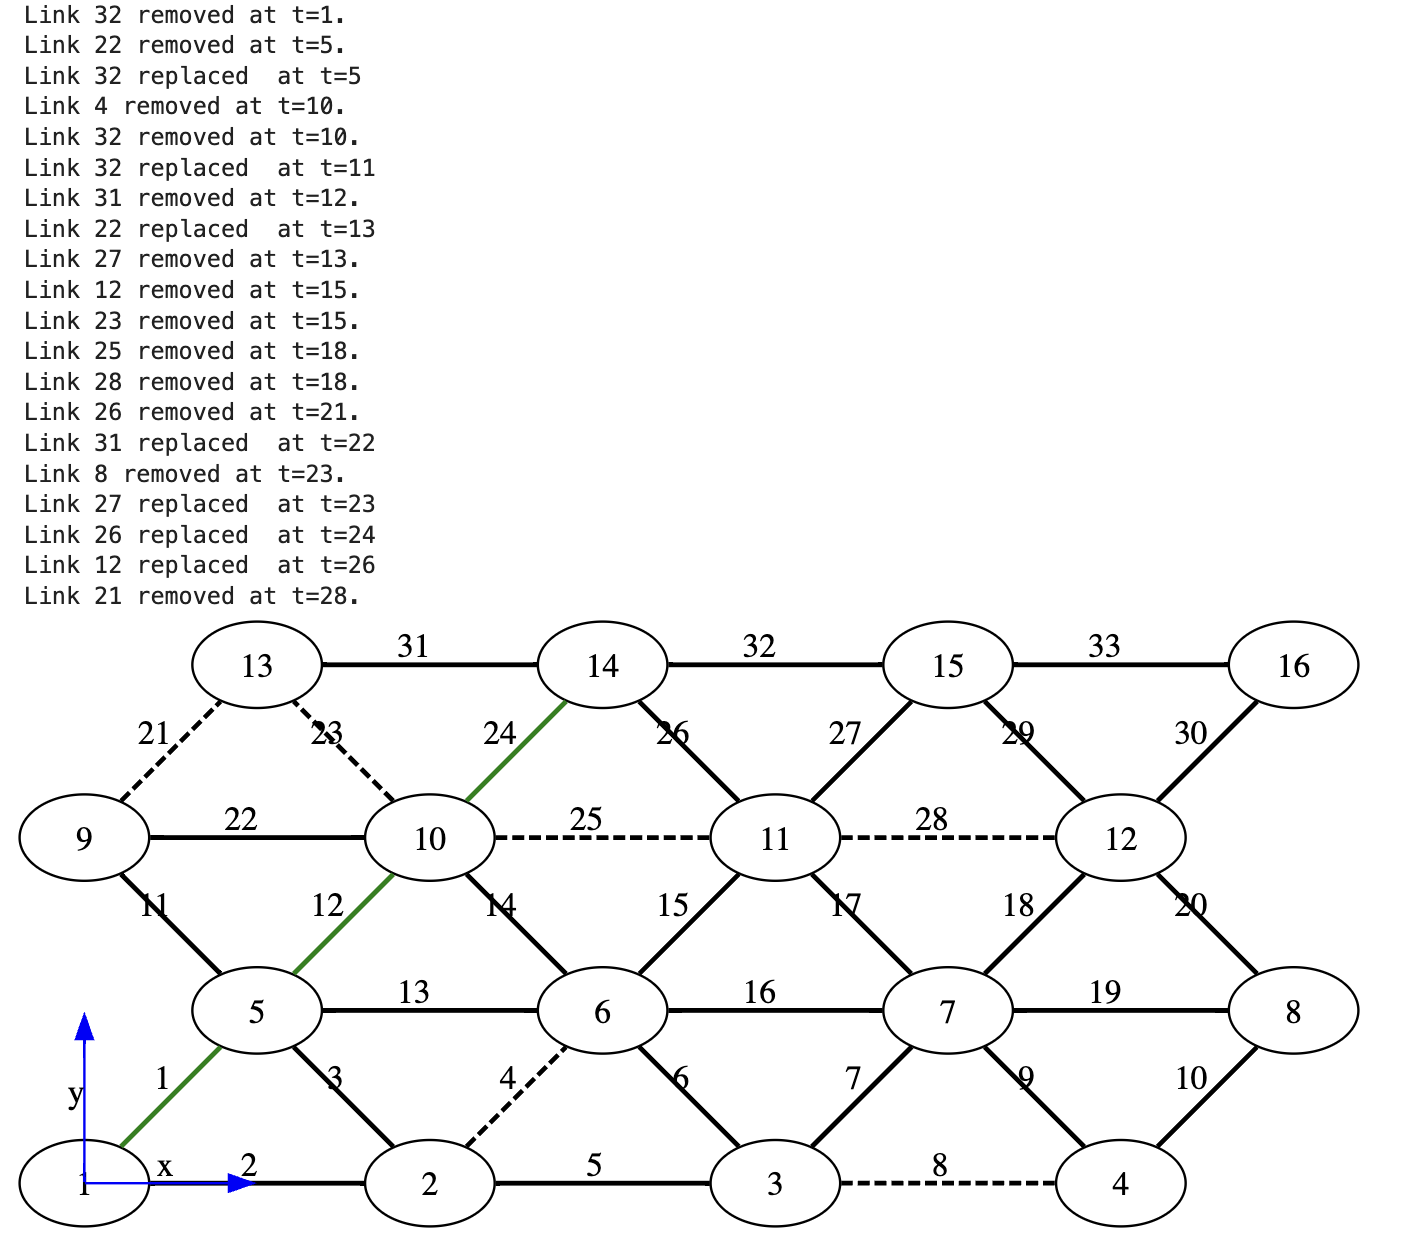 Link 32 removed at t=1.
Link 22 removed at t=5.
Link 32 replaced  at t=5
Link 4 removed at t=10.
Link 32 removed at t=10.
Link 32 replaced  at t=11
Link 31 removed at t=12.
Link 22 replaced  at t=13
Link 27 removed at t=13.
Link 12 removed at t=15.
Link 23 removed at t=15.
Link 25 removed at t=18.
Link 28 removed at t=18.
Link 26 removed at t=21.
Link 31 replaced  at t=22
Link 8 removed at t=23.
Link 27 replaced  at t=23
Link 26 replaced  at t=24
Link 12 replaced  at t=26
Link 21 removed at t=28.
31 32 33
13 14 15 16
21 23 24 26 27 29 30
22 25 28
9 10 11 12
11 12 14 15 17 18 20
13 16 19
5 6 7 8
1 3 4 6 7 9 10
y
x 2 5 8
1 2 3 4